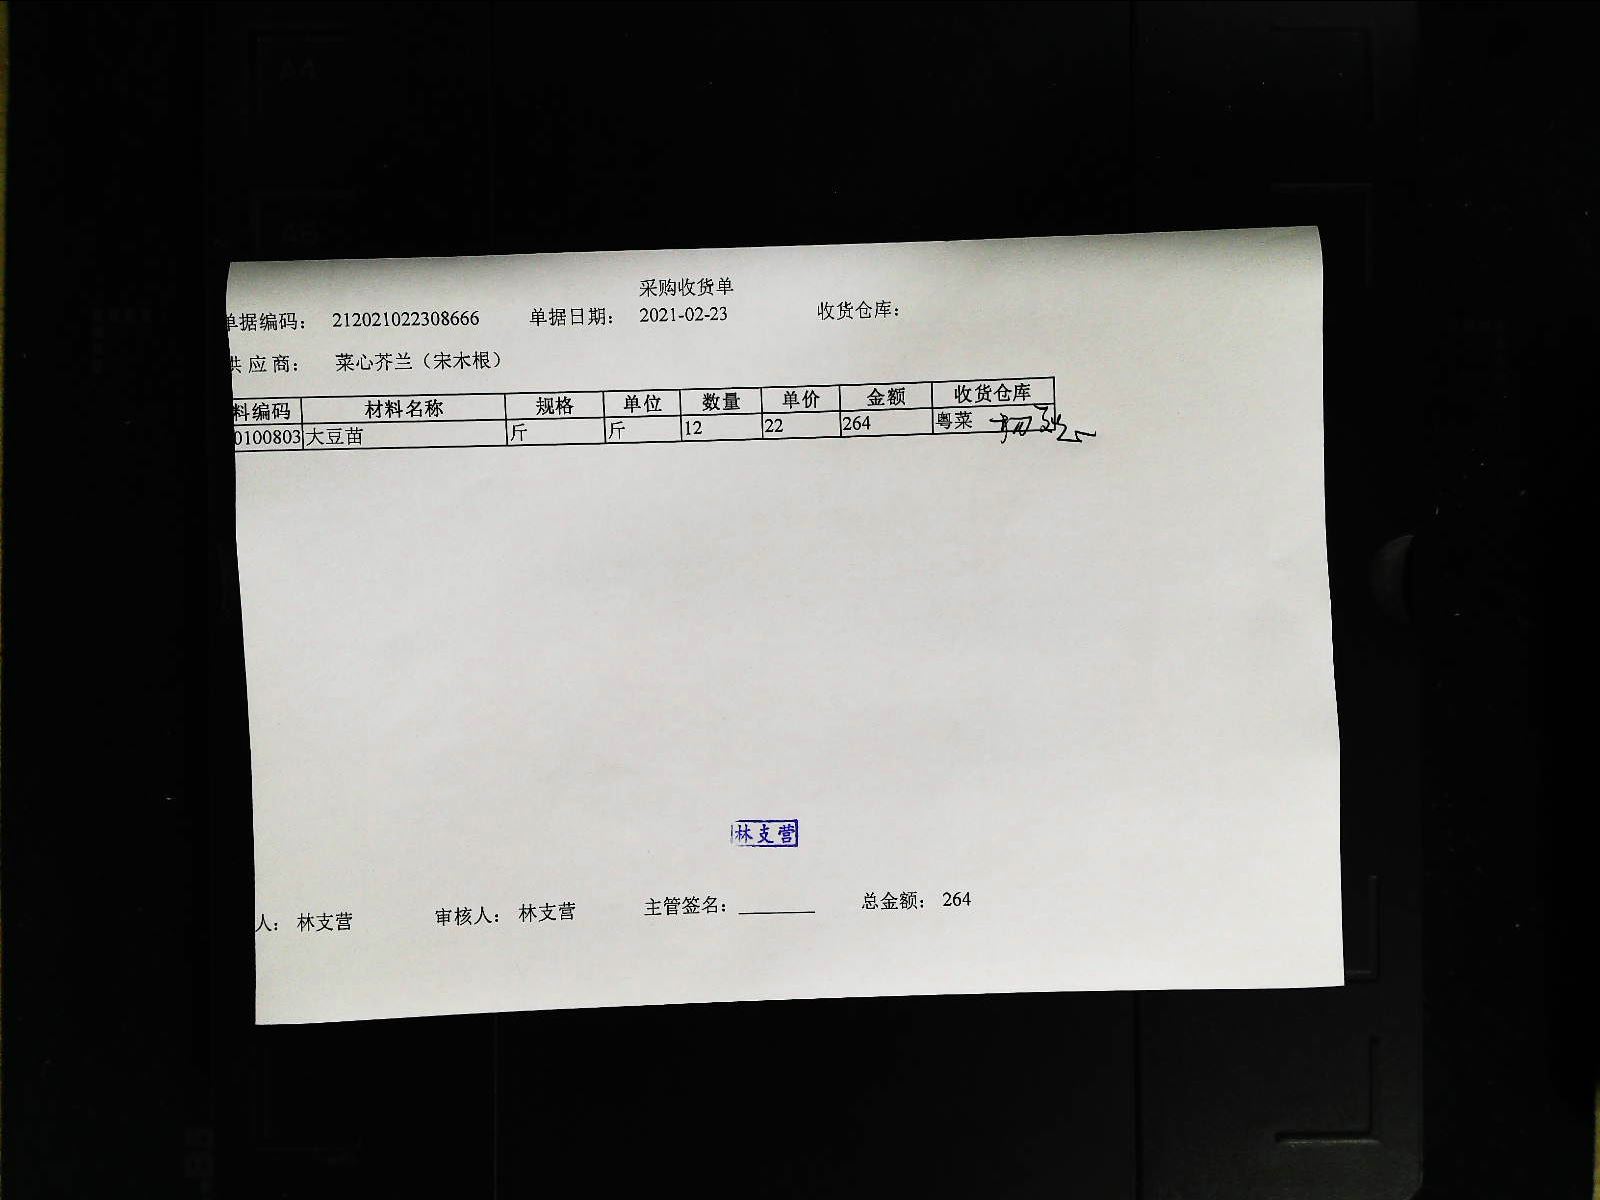 采购收货单
单据编码： 212021022308666 单据日期： 2021-02-23 收货仓库：
供 应 商： 菜心芥兰（宋木根）
料编码 材料名称 规格 单位 数量 单价 金额 收货仓库
0100803 大豆苗 斤 斤 12 22 264 粤菜
林支营
人： 林支营 审核人： 林支营 主管签名： 总金额： 264